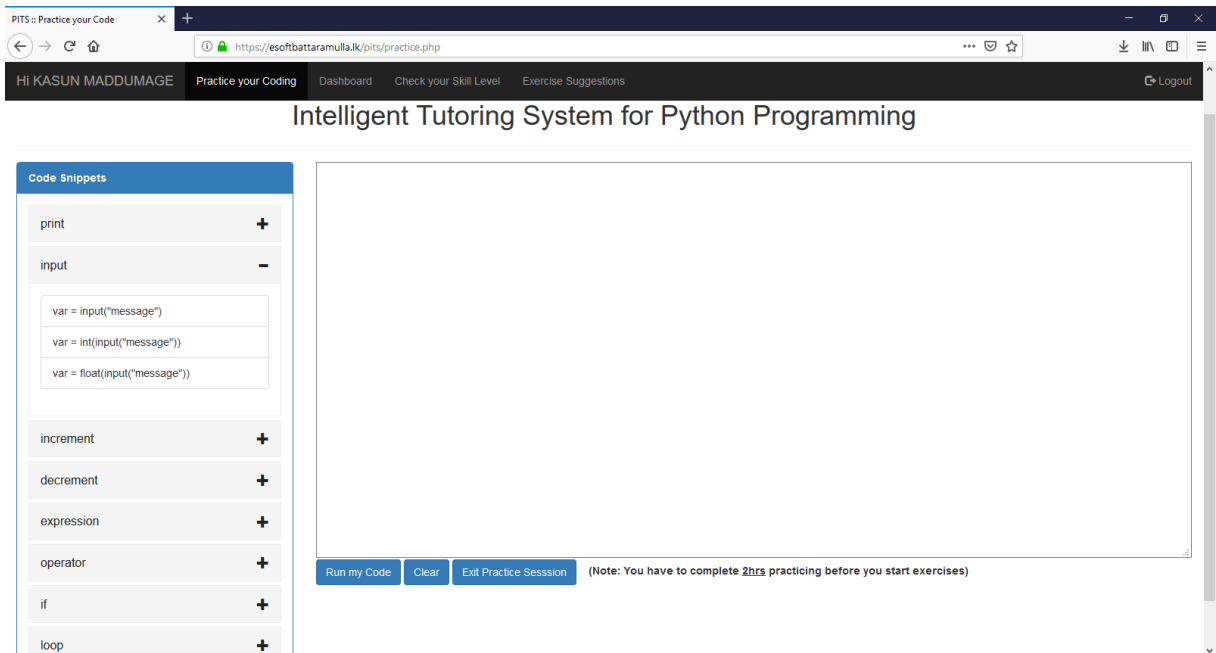 PITS :: Practice your Code
https://esoftbattaramulla.lk/pits/practice.php
Hi KASUN MADDUMAGE Practice your Coding Dashboard Check your Skill Level Exercise Suggestions Logout
Intelligent Tutoring System for Python Programming
Code Snippets
print
input
var = input("message")
var = int(input("message"))
var = float(input("message"))
increment
decrement
expression
operator
if
loop
Run my Code Clear Exit Practice Sesssion (Note: You have to complete 2hrs practicing before you start exercises)